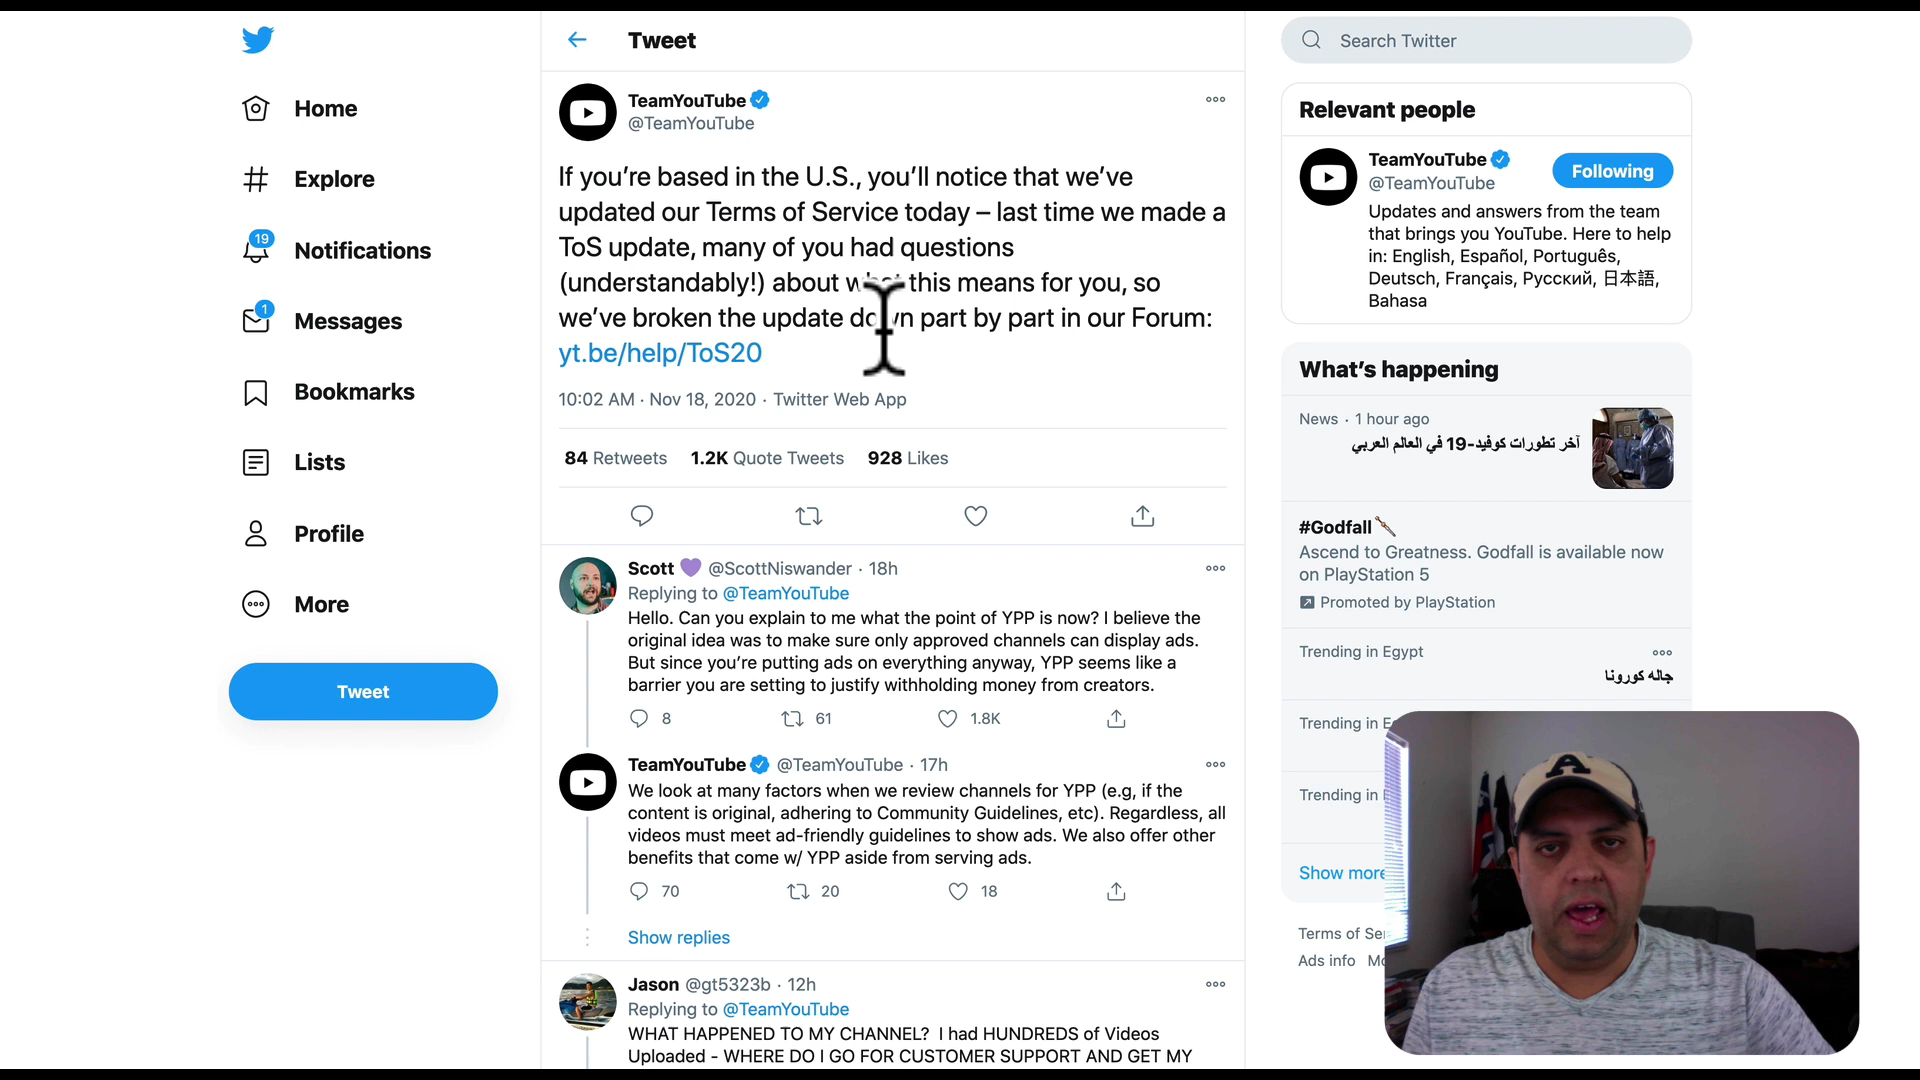 Home
Explore
19
Notifications
1
Messages
Bookmarks
Lists
Profile
More
Tweet
Tweet
TeamYouTube
@TeamYouTube
If you’re based in the U.S., you’ll notice that we’ve
updated our Terms of Service today – last time we made a
ToS update, many of you had questions
(understandably!) about what this means for you, so
we’ve broken the update down part by part in our Forum:
yt.be/help/ToS20
10:02 AM · Nov 18, 2020 · Twitter Web App
84 Retweets 1.2K Quote Tweets 928 Likes
Scott 💜 @ScottNiswander · 18h
Replying to @TeamYouTube
Hello. Can you explain to me what the point of YPP is now? I believe the
original idea was to make sure only approved channels can display ads.
But since you’re putting ads on everything anyway, YPP seems like a
barrier you are setting to justify withholding money from creators.
8 61 1.8K
TeamYouTube @TeamYouTube · 17h
We look at many factors when we review channels for YPP (e.g, if the
content is original, adhering to Community Guidelines, etc). Regardless, all
videos must meet ad-friendly guidelines to show ads. We also offer other
benefits that come w/ YPP aside from serving ads.
70 20 18
Show replies
Jason @gt5323b · 12h
Replying to @TeamYouTube
WHAT HAPPENED TO MY CHANNEL? I had HUNDREDS of Videos
Uploaded - WHERE DO I GO FOR CUSTOMER SUPPORT AND GET MY
Search Twitter
Relevant people
TeamYouTube
@TeamYouTube
Following
Updates and answers from the team
that brings you YouTube. Here to help
in: English, Español, Português,
Deutsch, Français, Русский, 日本語,
Bahasa
What’s happening
News · 1 hour ago
آخر تطورات كوفيد-19 في العالم العربي
#Godfall
Ascend to Greatness. Godfall is available now
on PlayStation 5
Promoted by PlayStation
Trending in Egypt
جاله كورونا
Trending in
Trending in
Show more
Terms of
Ads info
A